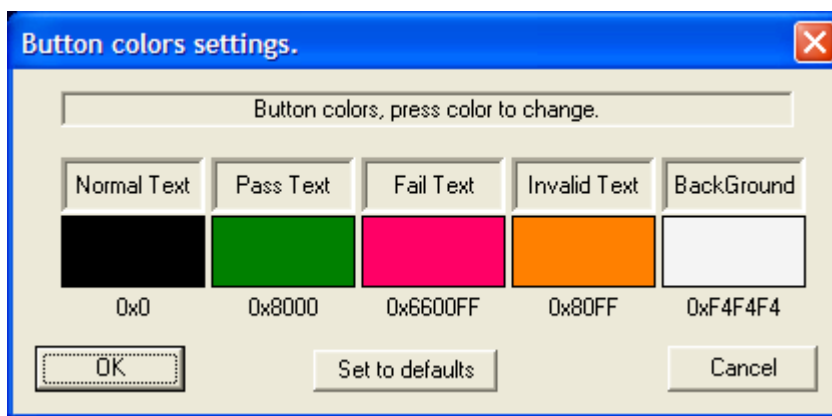 Button colors settings.
Button colors, press color to change.
Normal Text Pass Text Fail Text Invalid Text BackGround
0x0 0x8000 0x6600FF 0x80FF 0xF4F4F4
OK Set to defaults Cancel